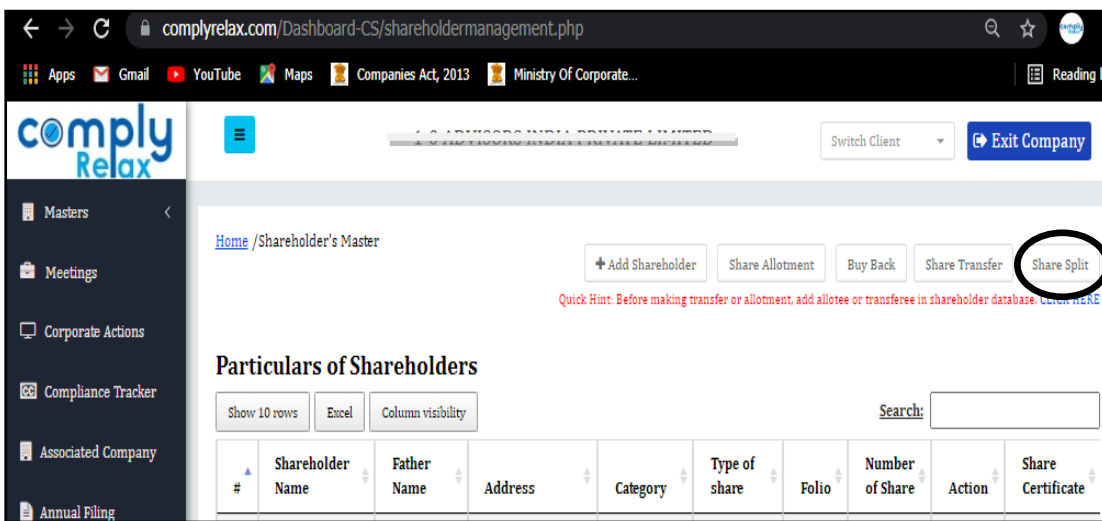 complyrelax.com/Dashboard-CS/shareholdermanagement.php
Apps Gmail YouTube Maps Companies Act, 2013 Ministry Of Corporate... Reading
comply
Relax
ADVISORS INDIA PRIVATE LIMITED
Switch Client
Exit Company
Masters
Meetings
Corporate Actions
Compliance Tracker
Associated Company
Annual Filing
Home /Shareholder's Master
+ Add Shareholder Share Allotment Buy Back Share Transfer Share Split
Quick Hint: Before making transfer or allotment, add allotee or transferee in shareholder database. CLICK HERE
Particulars of Shareholders
Show 10 rows Excel Column visibility
Search:
# Shareholder Name Father Name Address Category Type of share Folio Number of Share Action Share Certificate